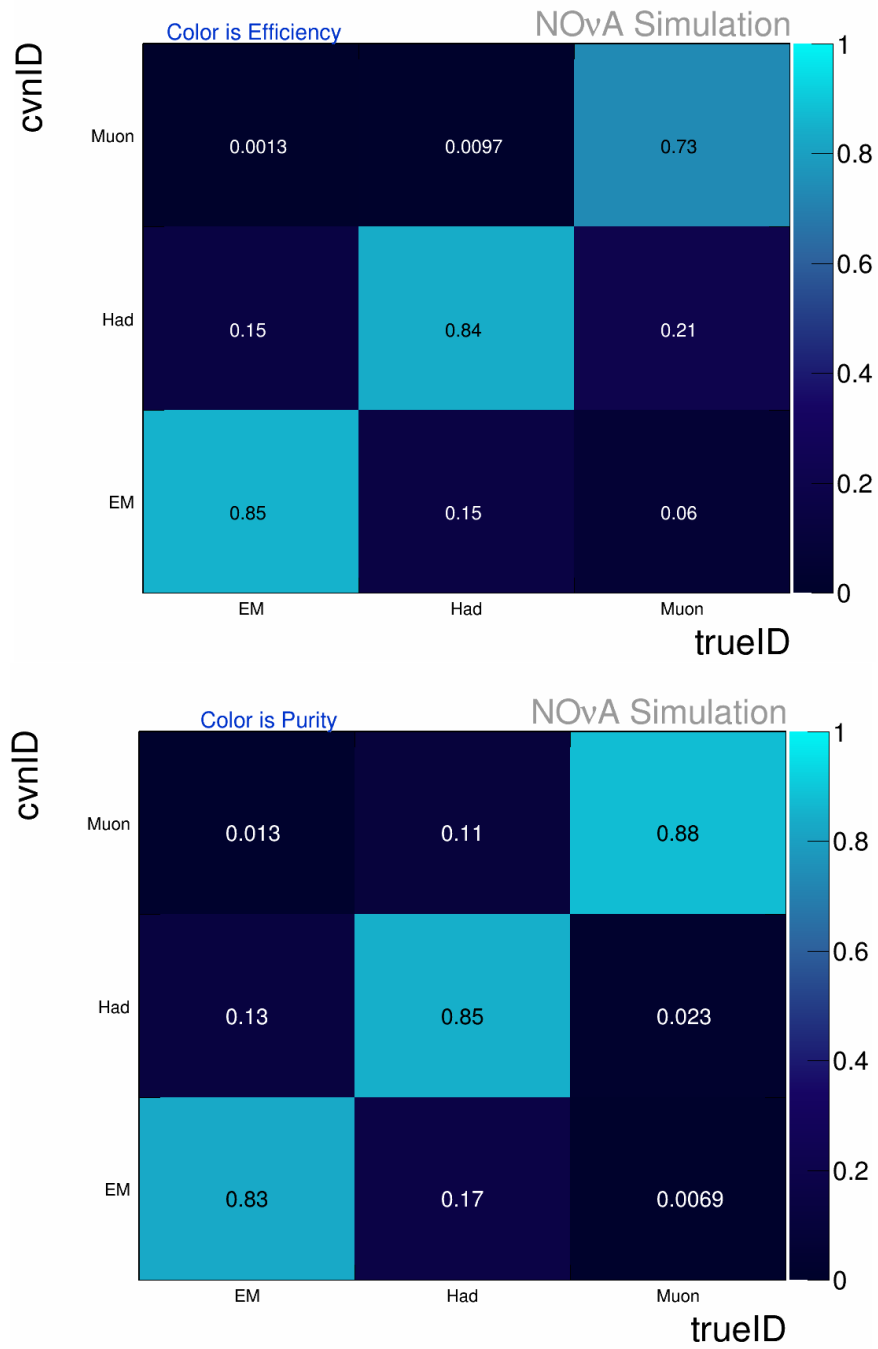 Color is Efficiency
NOνA Simulation
cvnID
Muon
0.0013
0.0097
0.73
Had
0.15
0.84
0.21
EM
0.85
0.15
0.06
EM
Had
Muon
trueID
1
0.8
0.6
0.4
0.2
0
Color is Purity
NOνA Simulation
cvnID
Muon
0.013
0.11
0.88
Had
0.13
0.85
0.023
EM
0.83
0.17
0.0069
EM
Had
Muon
trueID
1
0.8
0.6
0.4
0.2
0